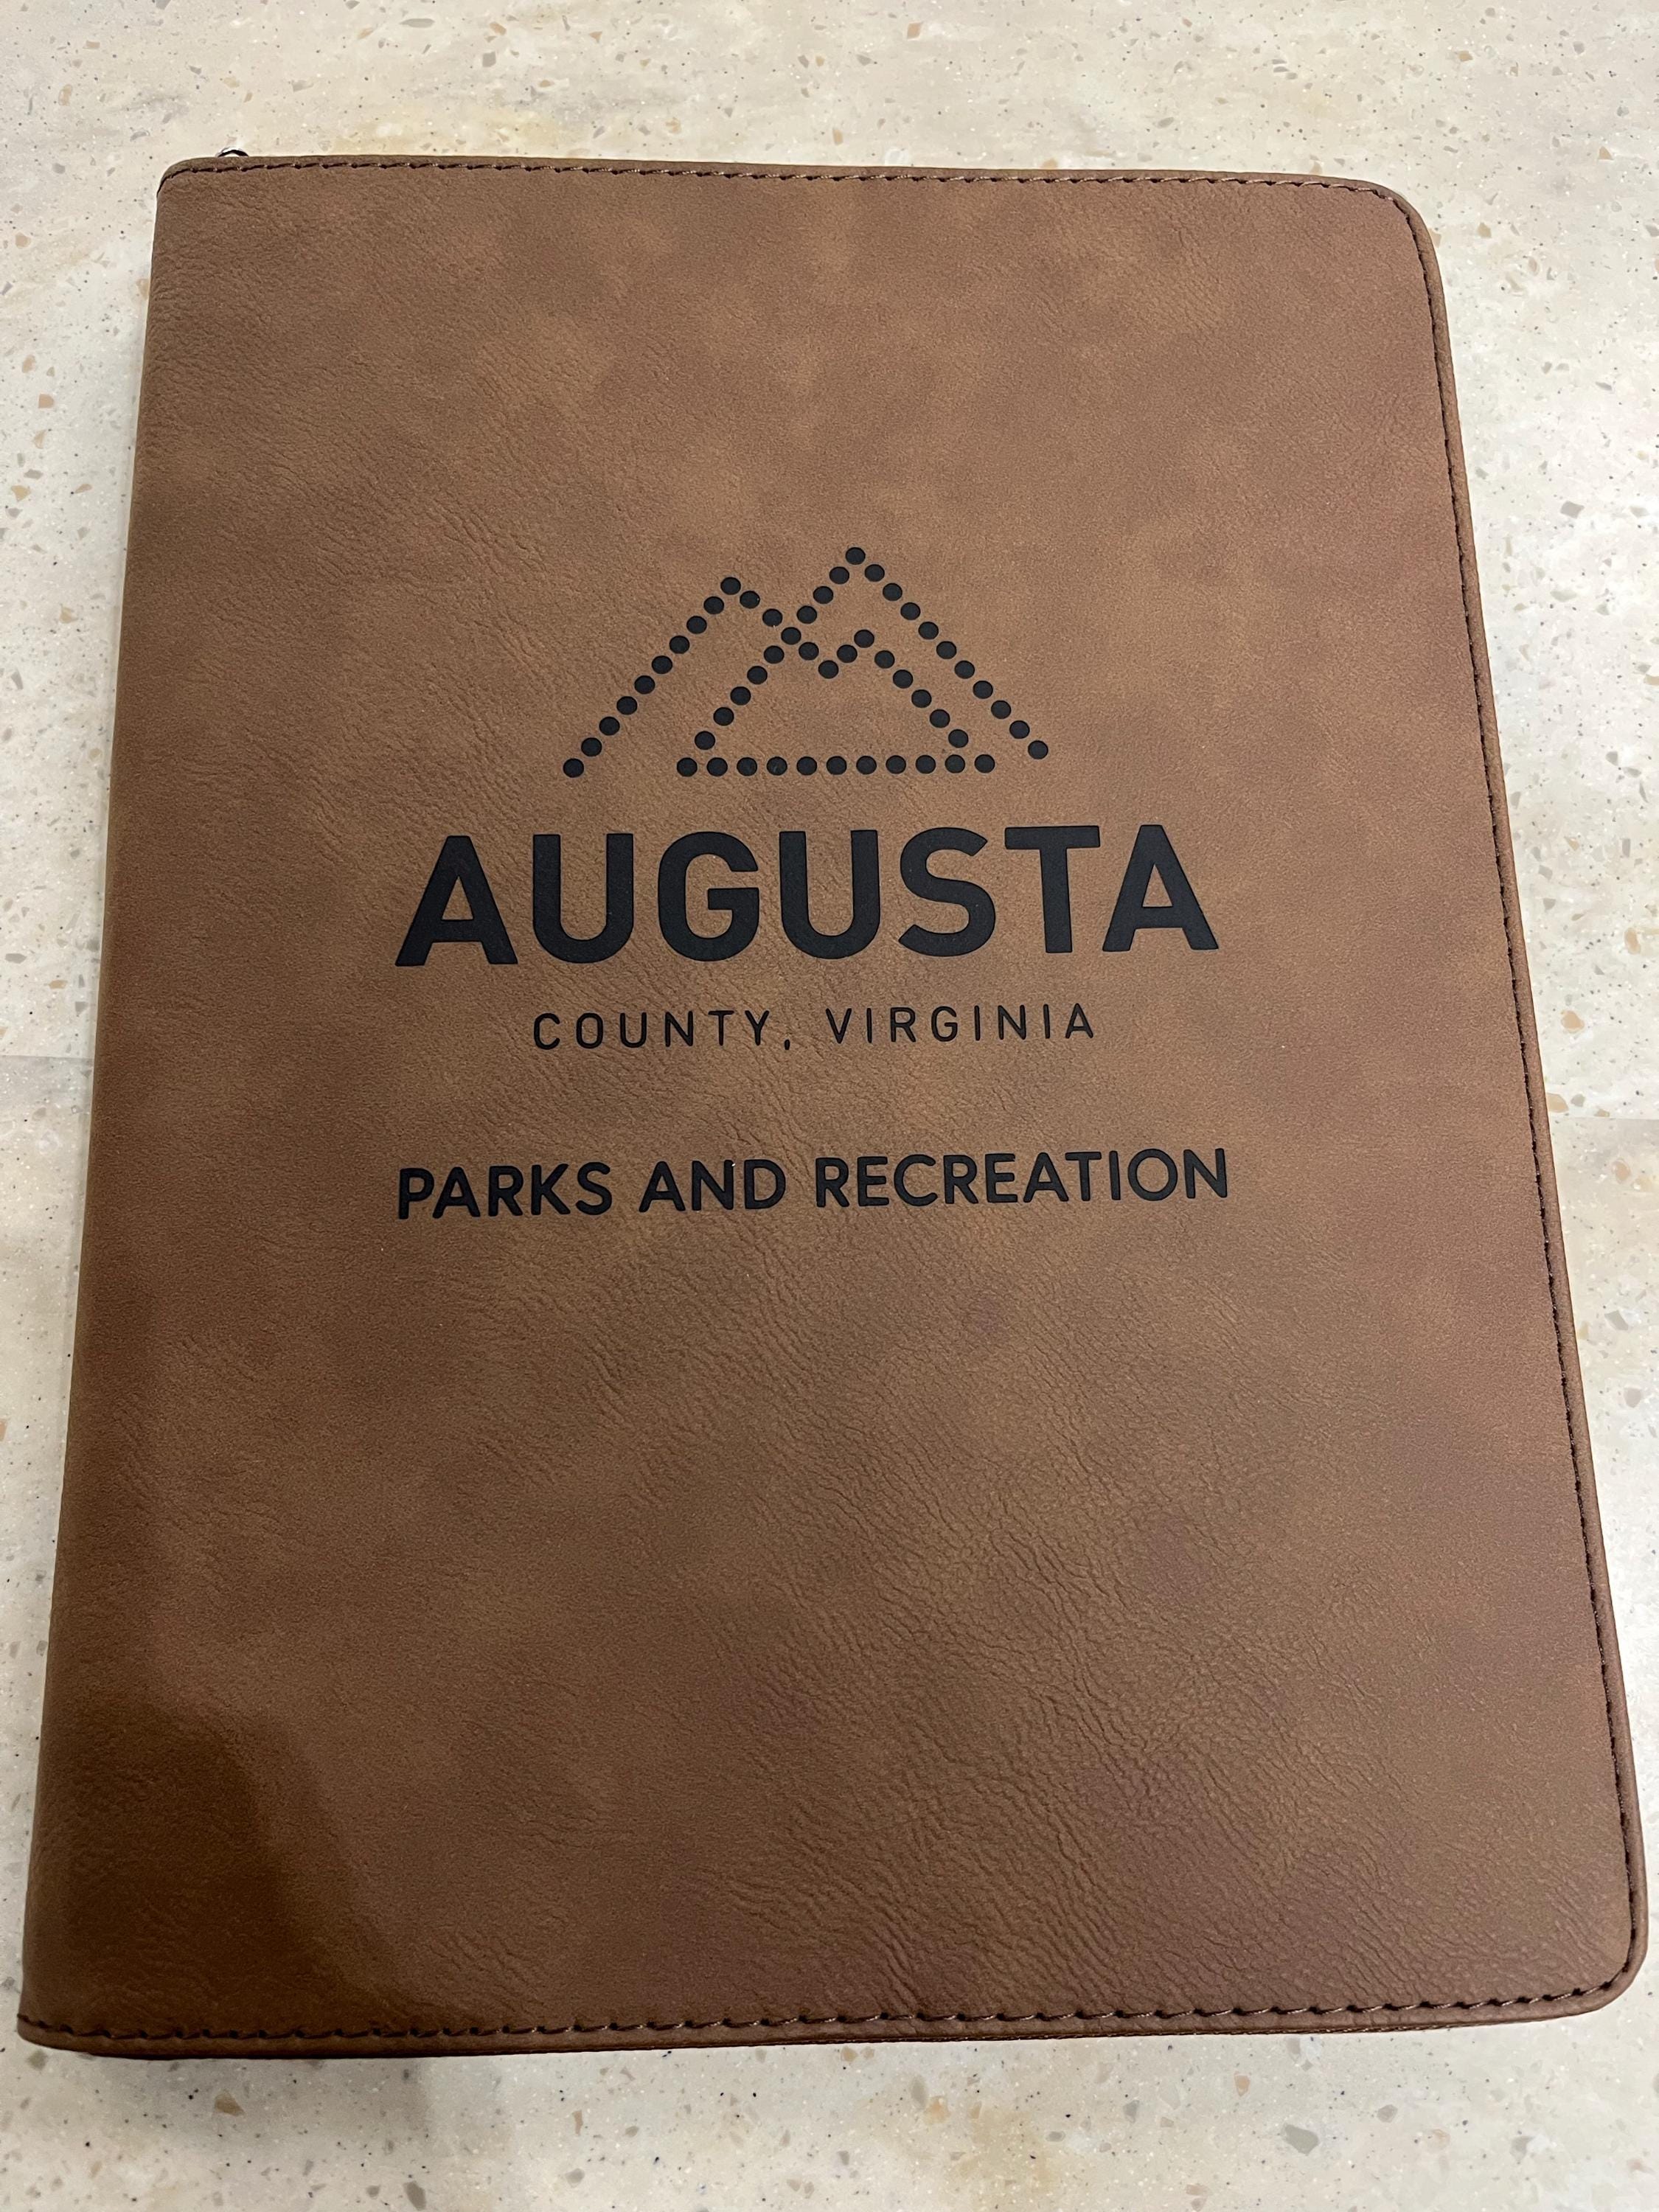 AUGUSTA
COUNTY, VIRGINIA
PARKS AND RECREATION